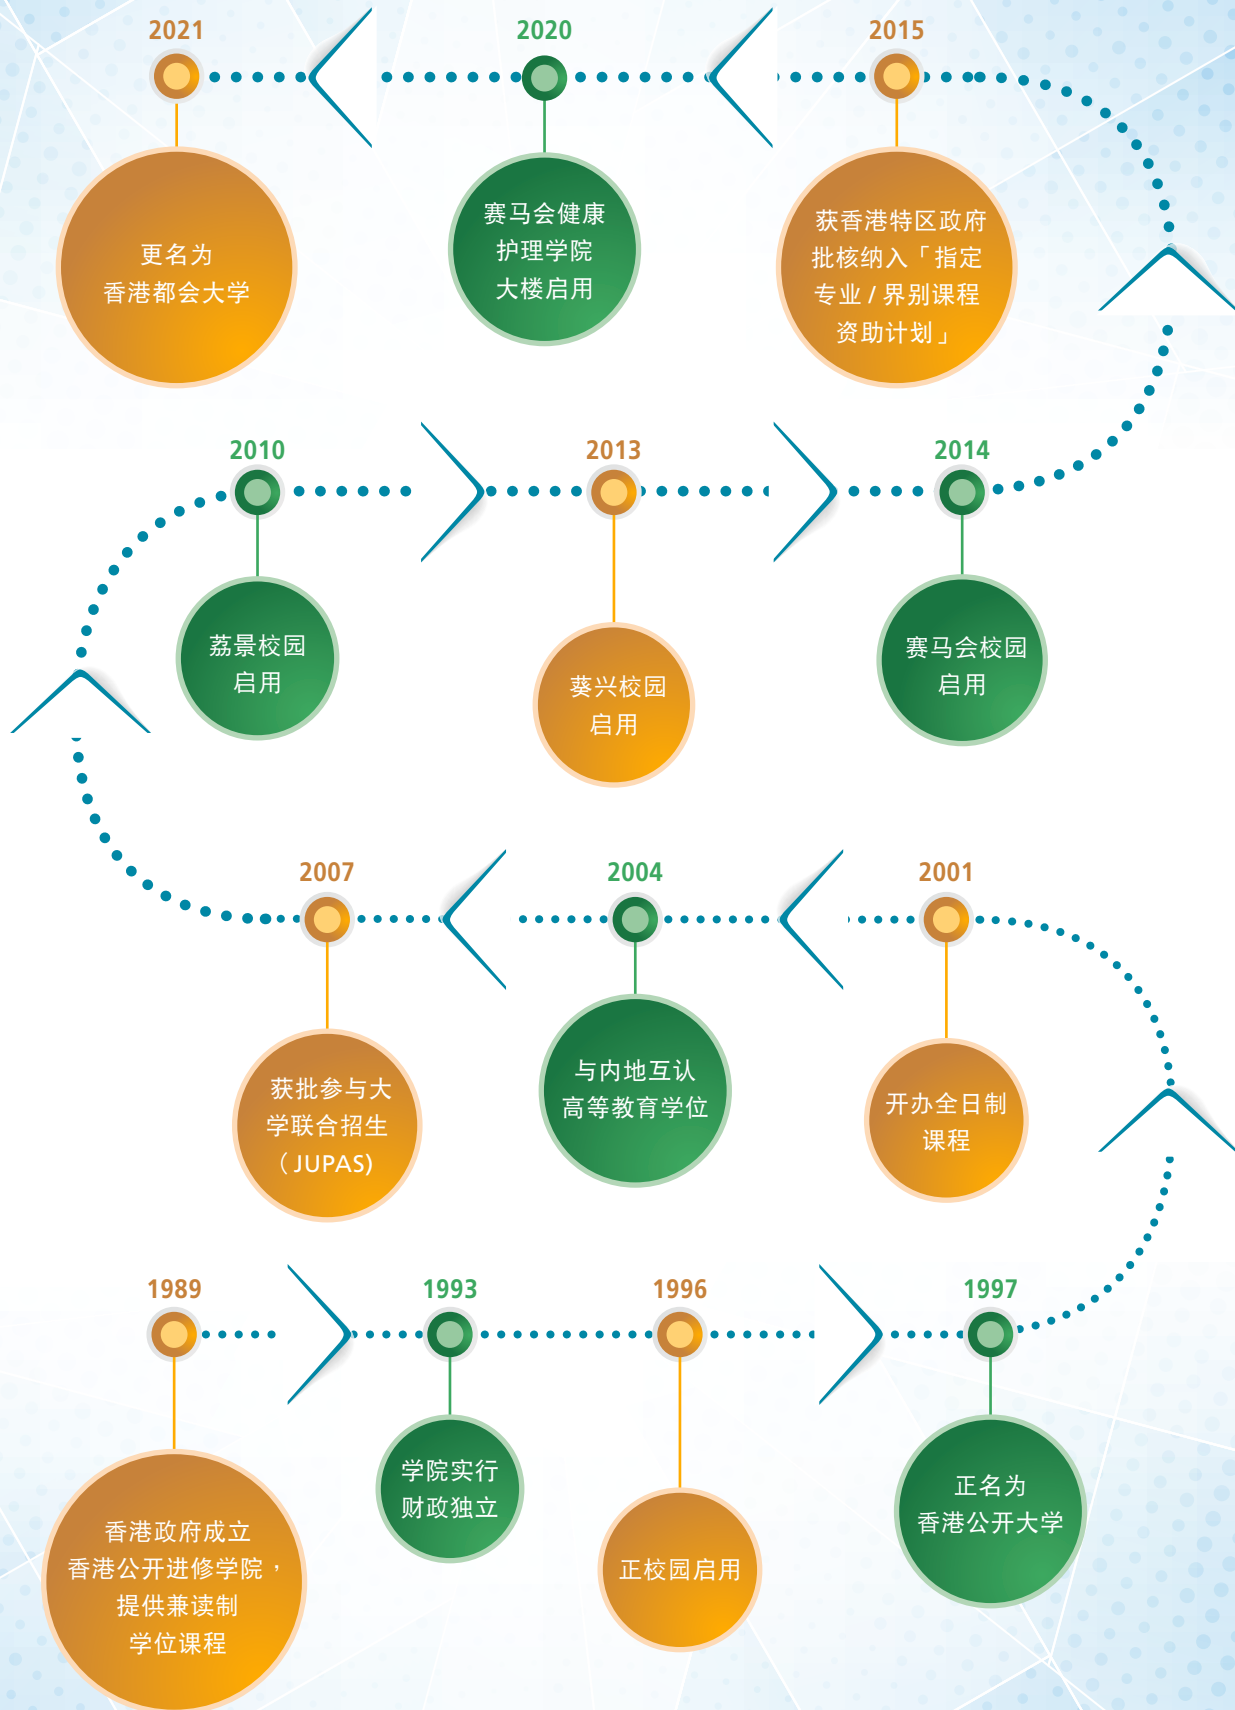 2021
更名为
香港都会大学
2020
赛马会健康
护理学院
大楼启用
2015
获香港特区政府
批核纳入「指定
专业 / 界别课程
资助计划」
2010
荔景校园
启用
2013
葵兴校园
启用
2014
赛马会校园
启用
2007
获批参与大
学联合招生
（JUPAS)
2004
与内地互认
高等教育学位
2001
开办全日制
课程
1989
香港政府成立
香港公开进修学院，
提供兼读制
学位课程
1993
学院实行
财政独立
1996
正校园启用
1997
正名为
香港公开大学